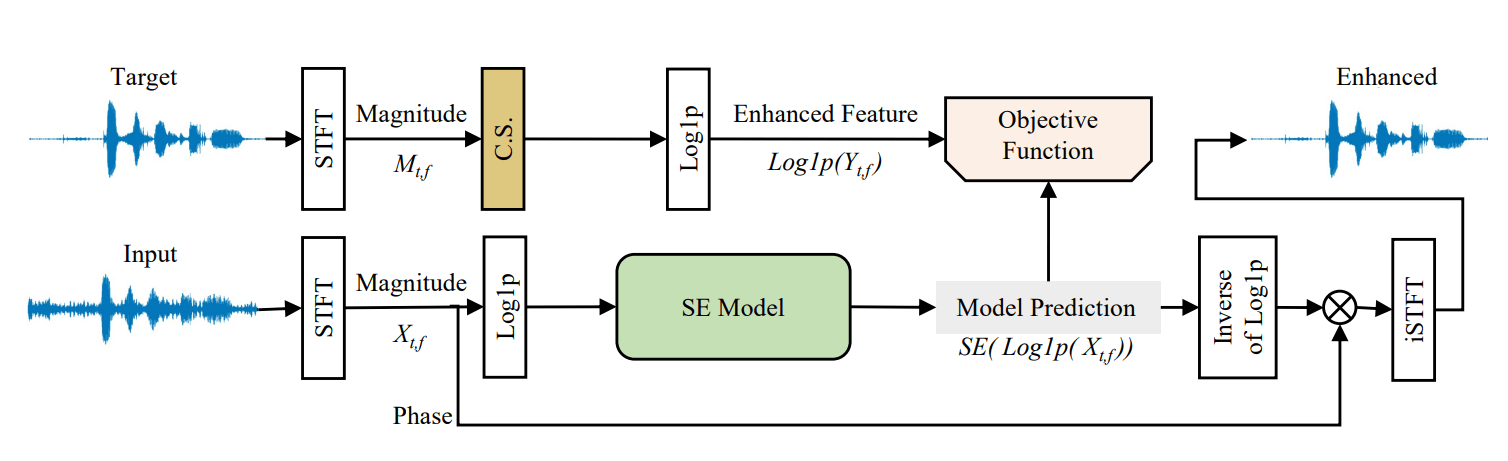 Target
STFT
Magnitude
M_{t,f}
C.S.
Log1p
Enhanced Feature
Log1p(Y_{t,f})
Objective
Function
Enhanced
Input
STFT
Magnitude
X_{t,f}
Log1p
SE Model
Model Prediction
SE( Log1p( X_{t,f}))
Inverse
of Log1p
iSTFT
Phase